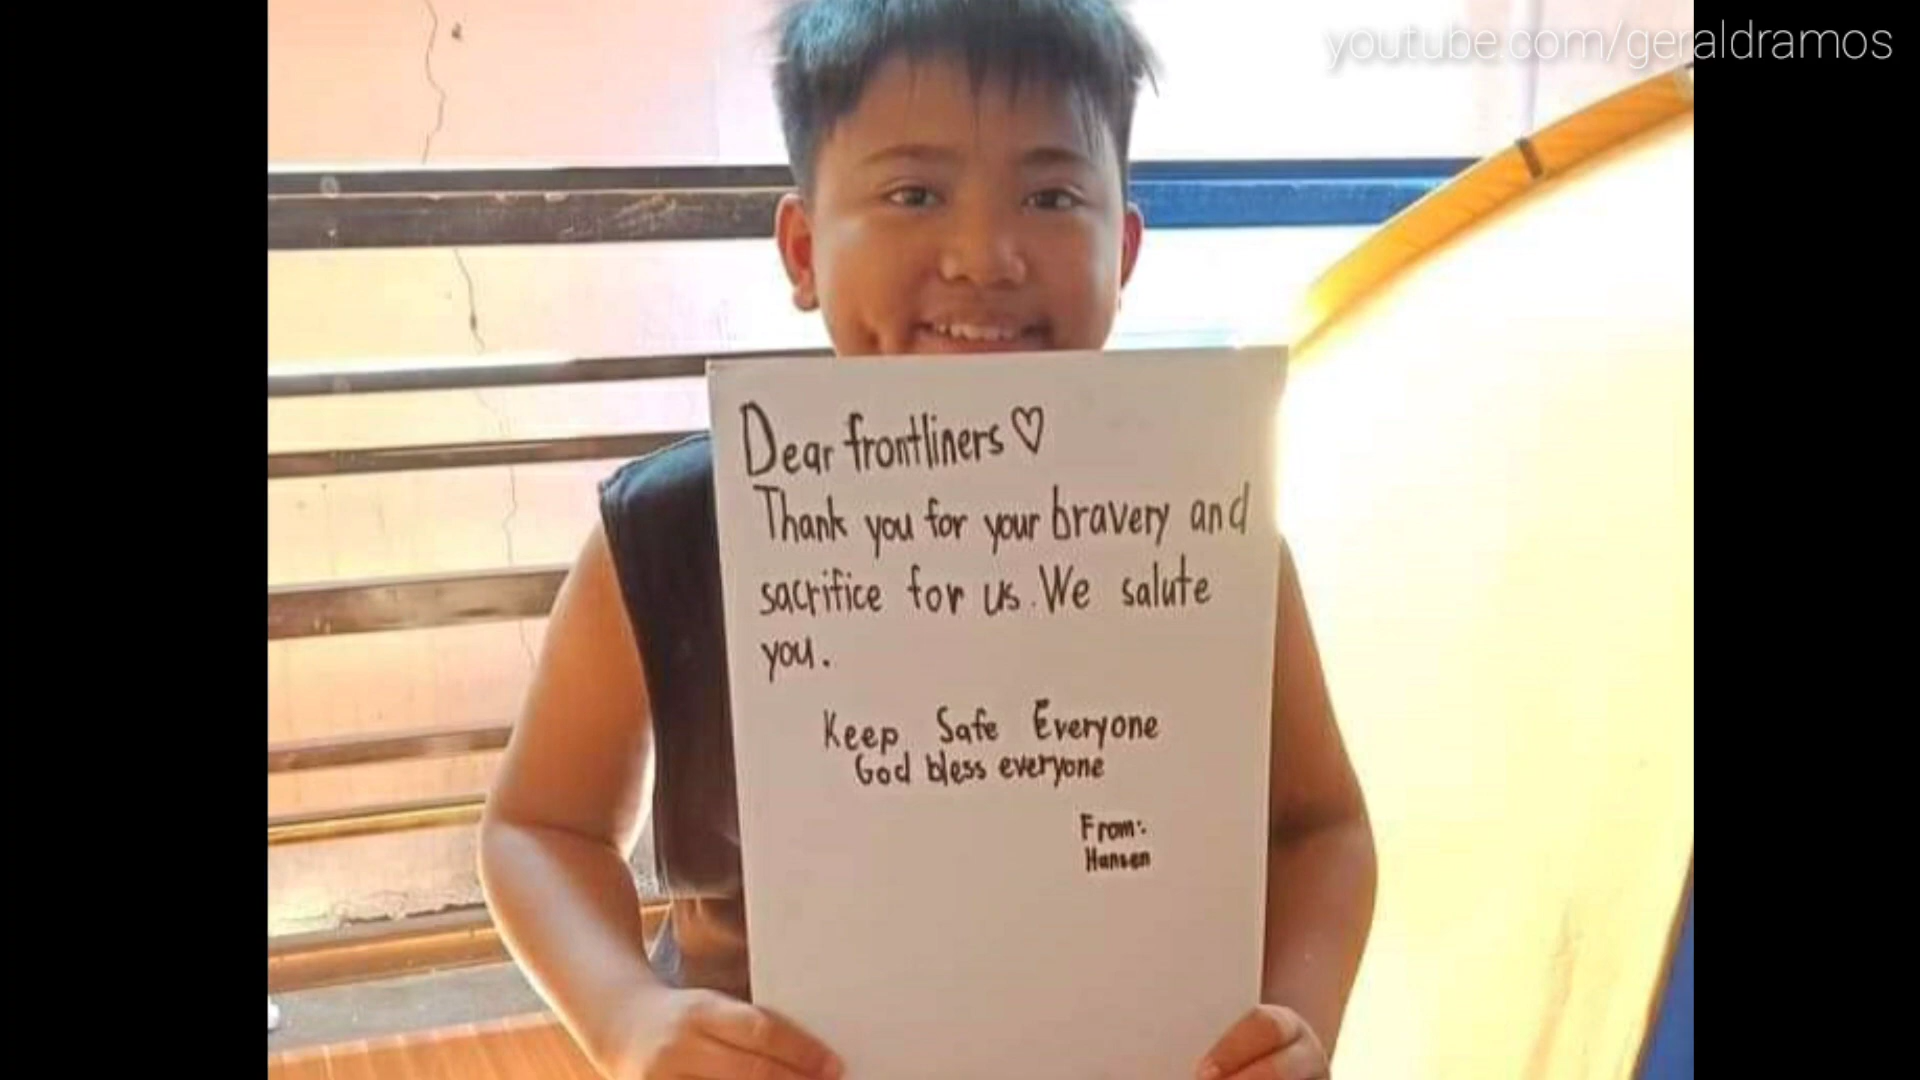 youtube.com/geraldramos
Dear frontliners ♡
Thank you for your bravery and
sacrifice for us. We salute
you.
Keep Safe Everyone
God bless everyone
From:
Hansen